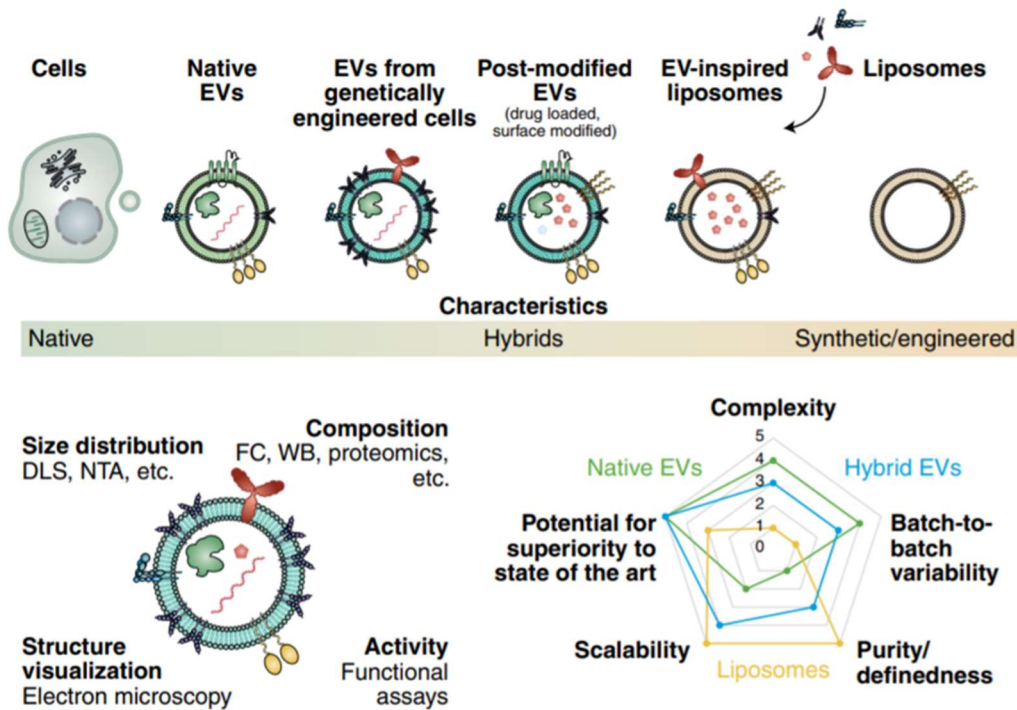 Cells
Native
EVs
EVs from
genetically
engineered cells
Post-modified
EVs
(drug loaded,
surface modified)
EV-inspired
liposomes
Liposomes
Characteristics
Native
Hybrids
Synthetic/engineered
Size distribution
DLS, NTA, etc.
Composition
FC, WB, proteomics,
etc.
Structure
visualization
Electron microscopy
Activity
Functional
assays
Complexity
5
4
3
2
1
0
Native EVs
Hybrid EVs
Potential for
superiority to
state of the art
Batch-to-
batch
variability
Scalability
Liposomes
Purity/
definedness